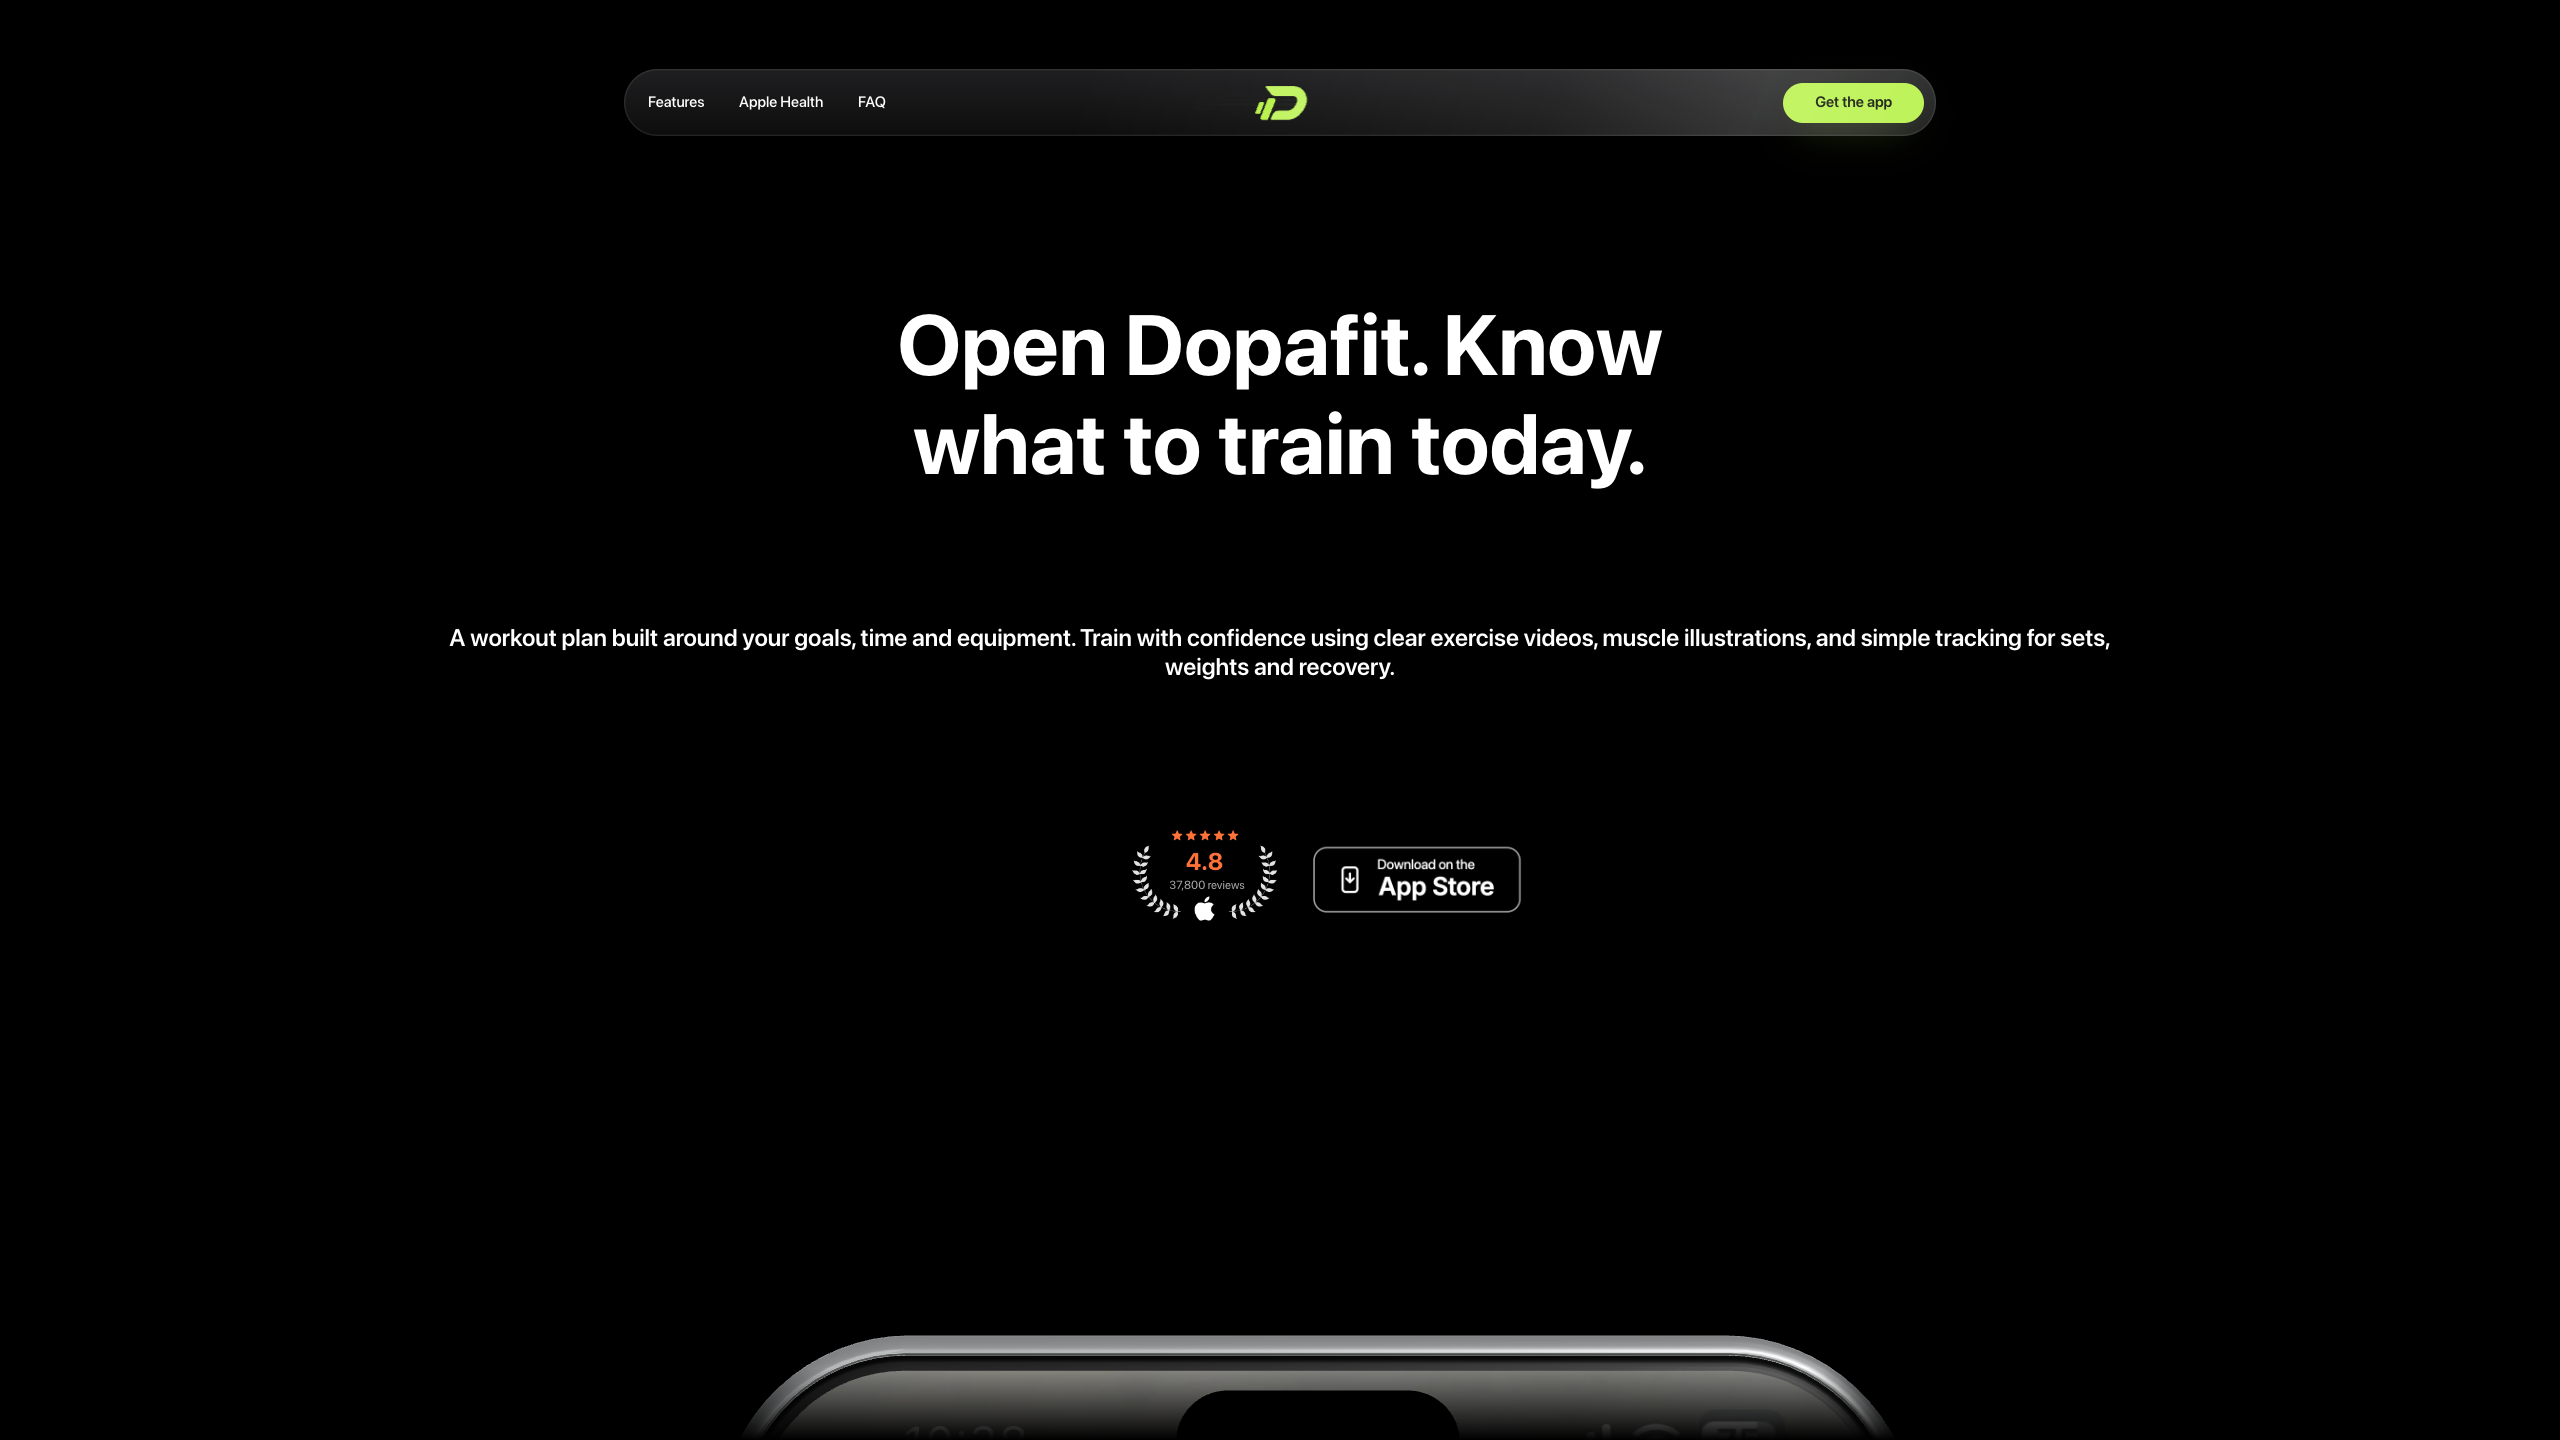 Features
Apple Health
FAQ
Get the app
Open Dopafit. Know
what to train today.
A workout plan built around your goals, time and equipment. Train with confidence using clear exercise videos, muscle illustrations, and simple tracking for sets,
weights and recovery.
4.8
37,800 reviews
Download on the
App Store